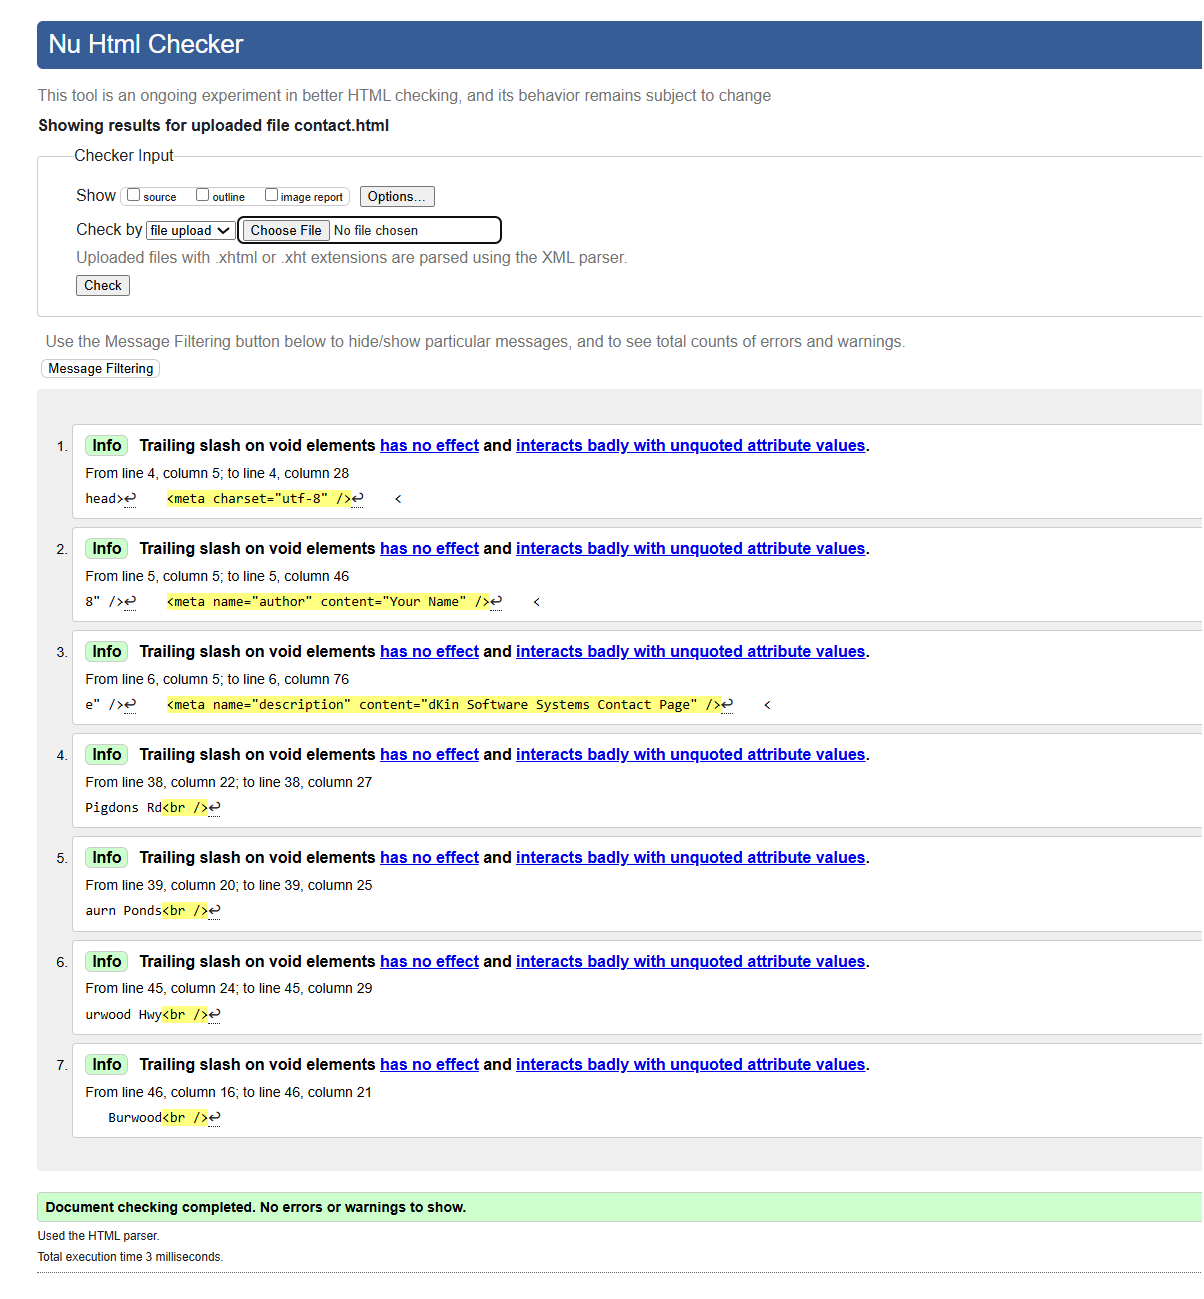 Nu Html Checker
This tool is an ongoing experiment in better HTML checking, and its behavior remains subject to change
Showing results for uploaded file contact.html
Checker Input
Show source outline image report Options...
Check by file upload Choose File No file chosen
Uploaded files with .xhtml or .xht extensions are parsed using the XML parser.
Check
Use the Message Filtering button below to hide/show particular messages, and to see total counts of errors and warnings.
Message Filtering
1. Info Trailing slash on void elements has no effect and interacts badly with unquoted attribute values.
From line 4, column 5; to line 4, column 28
head>↩ <meta charset="utf-8" />↩ <
2. Info Trailing slash on void elements has no effect and interacts badly with unquoted attribute values.
From line 5, column 5; to line 5, column 46
8" />↩ <meta name="author" content="Your Name" />↩ <
3. Info Trailing slash on void elements has no effect and interacts badly with unquoted attribute values.
From line 6, column 5; to line 6, column 76
e" />↩ <meta name="description" content="dKin Software Systems Contact Page" />↩ <
4. Info Trailing slash on void elements has no effect and interacts badly with unquoted attribute values.
From line 38, column 22; to line 38, column 27
Pigdons Rd<br />↩
5. Info Trailing slash on void elements has no effect and interacts badly with unquoted attribute values.
From line 39, column 20; to line 39, column 25
aurn Ponds<br />↩
6. Info Trailing slash on void elements has no effect and interacts badly with unquoted attribute values.
From line 45, column 24; to line 45, column 29
urwood Hwy<br />↩
7. Info Trailing slash on void elements has no effect and interacts badly with unquoted attribute values.
From line 46, column 16; to line 46, column 21
Burwood<br />↩
Document checking completed. No errors or warnings to show.
Used the HTML parser.
Total execution time 3 milliseconds.